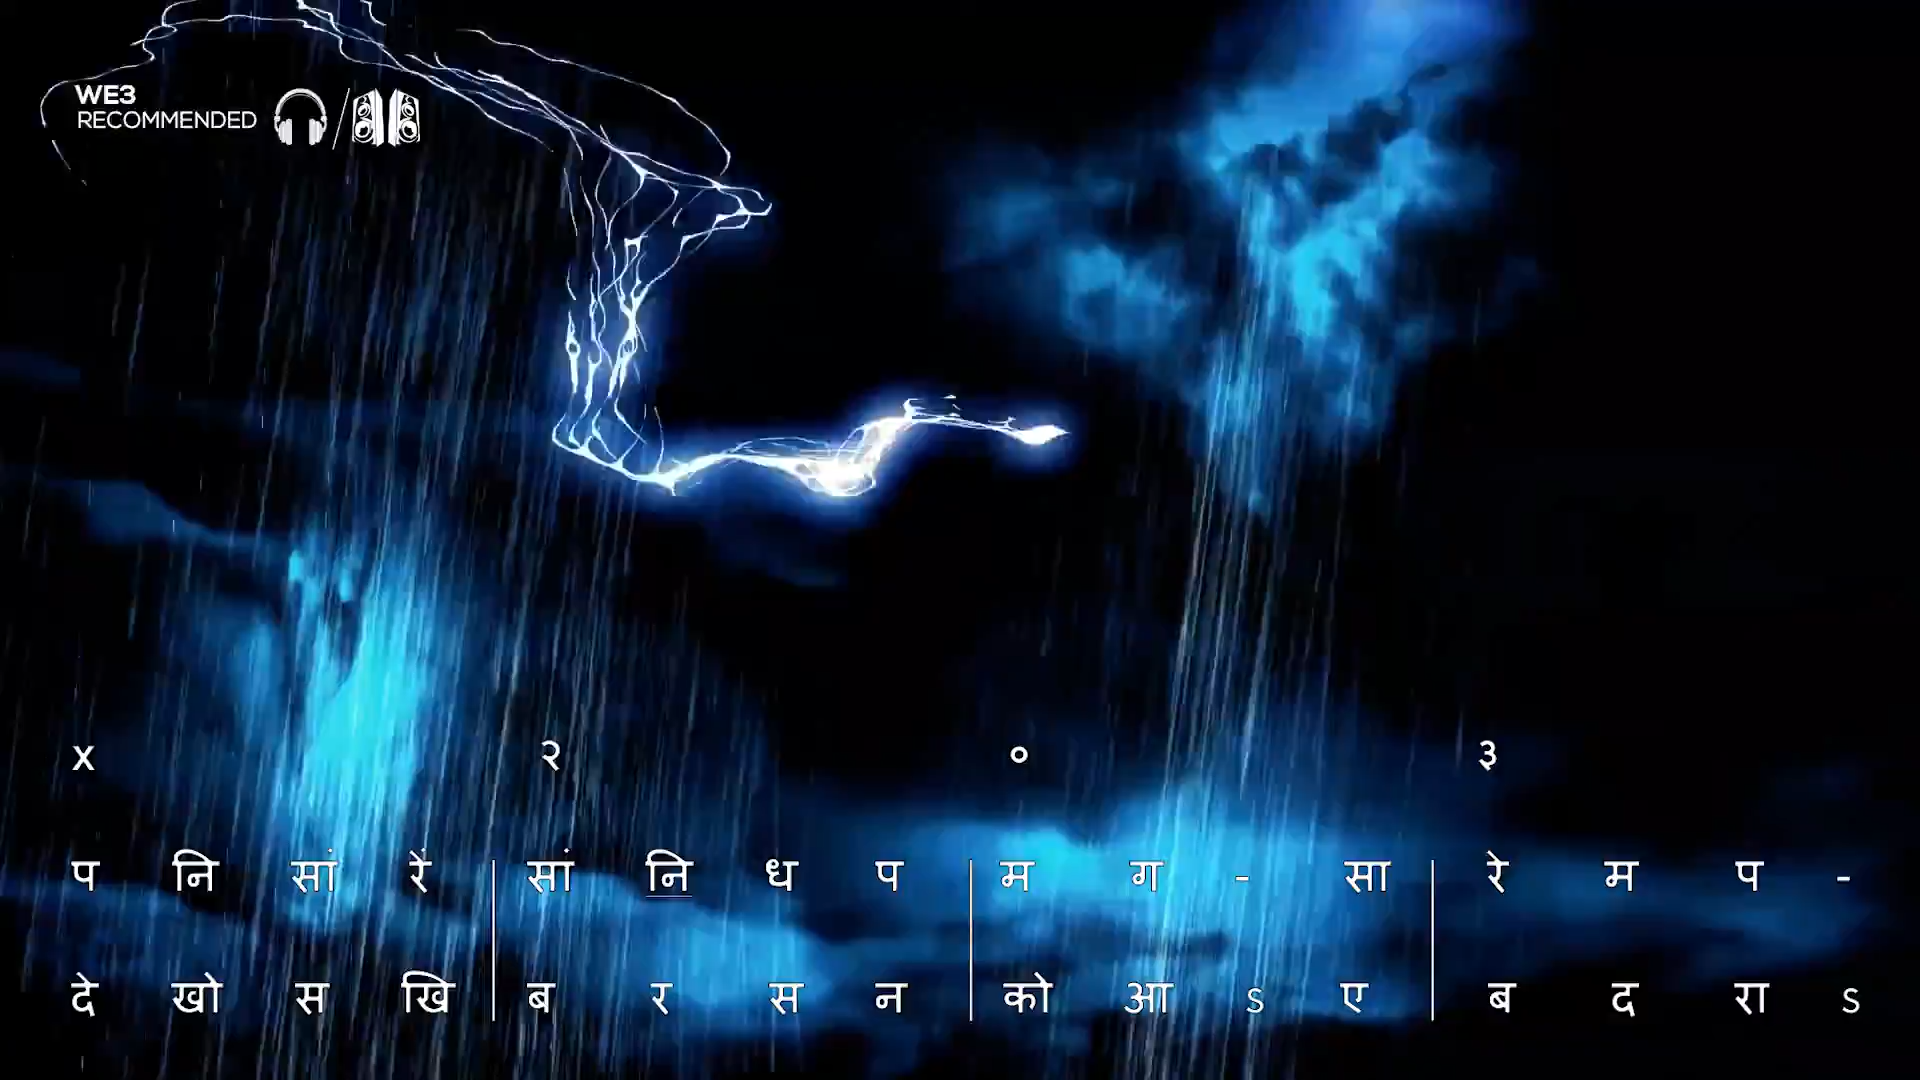 WE3
RECOMMENDED
x २ ० ३
प नि सां रें | सां नि॒ ध प | म ग - सा | रे म प -
दे खो स खि | ब र स न | को आ ऽ ए | ब द रा ऽ